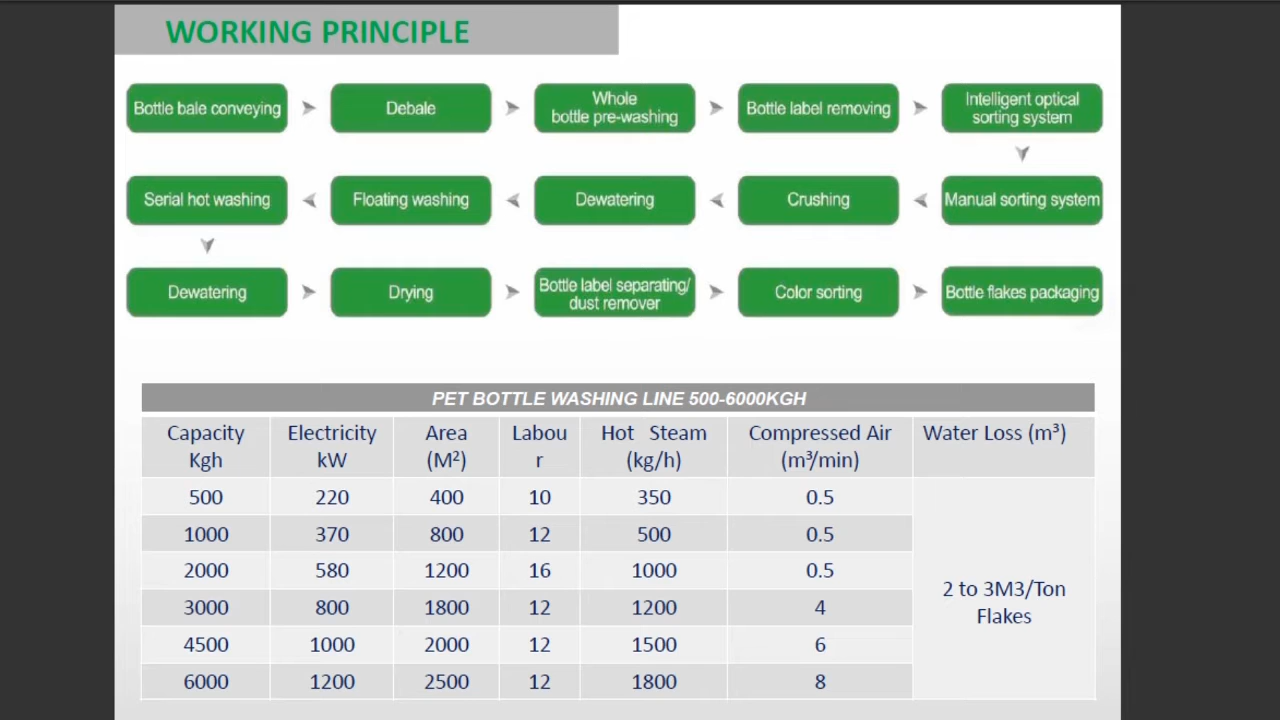 WORKING PRINCIPLE
Bottle bale conveying
Debale
Whole
bottle pre-washing
Bottle label removing
Intelligent optical
sorting system
Serial hot washing
Floating washing
Dewatering
Crushing
Manual sorting system
Dewatering
Drying
Bottle label separating/
dust remover
Color sorting
Bottle flakes packaging
PET BOTTLE WASHING LINE 500-6000KGH
Capacity Electricity Area Labou Hot Steam Compressed Air Water Loss (m³)
Kgh kW (M²) r (kg/h) (m³/min)
500 220 400 10 350 0.5
1000 370 800 12 500 0.5
2000 580 1200 16 1000 0.5
3000 800 1800 12 1200 4
4500 1000 2000 12 1500 6
6000 1200 2500 12 1800 8
2 to 3M3/Ton
Flakes